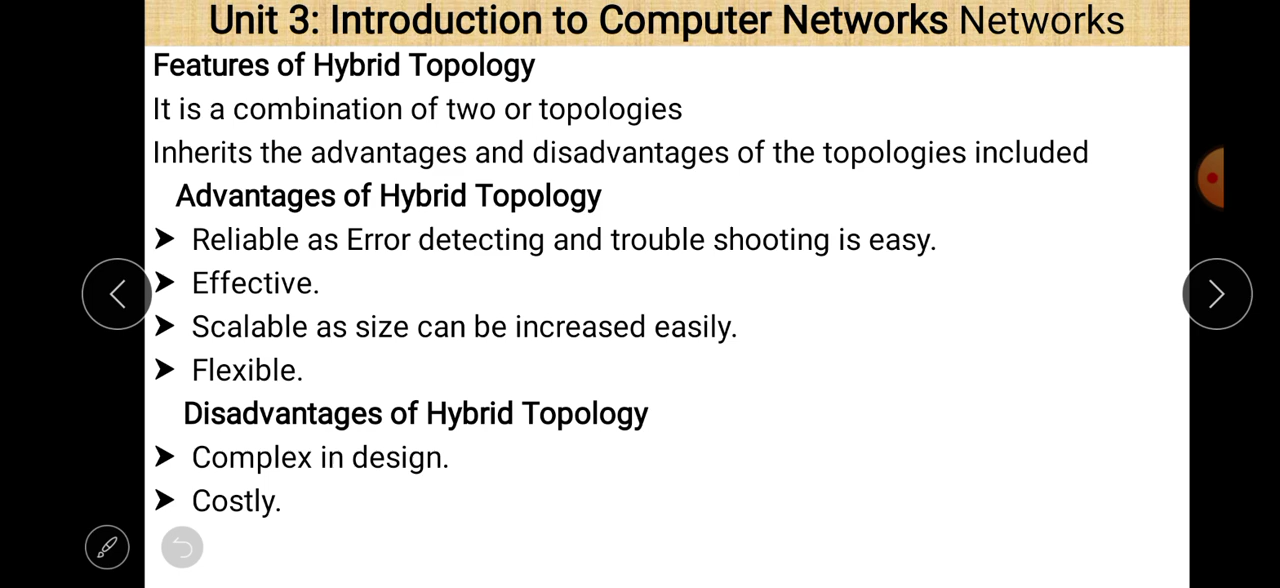 Unit 3: Introduction to Computer Networks Networks
Features of Hybrid Topology
It is a combination of two or topologies
Inherits the advantages and disadvantages of the topologies included
Advantages of Hybrid Topology
➤ Reliable as Error detecting and trouble shooting is easy.
➤ Effective.
➤ Scalable as size can be increased easily.
➤ Flexible.
Disadvantages of Hybrid Topology
➤ Complex in design.
➤ Costly.